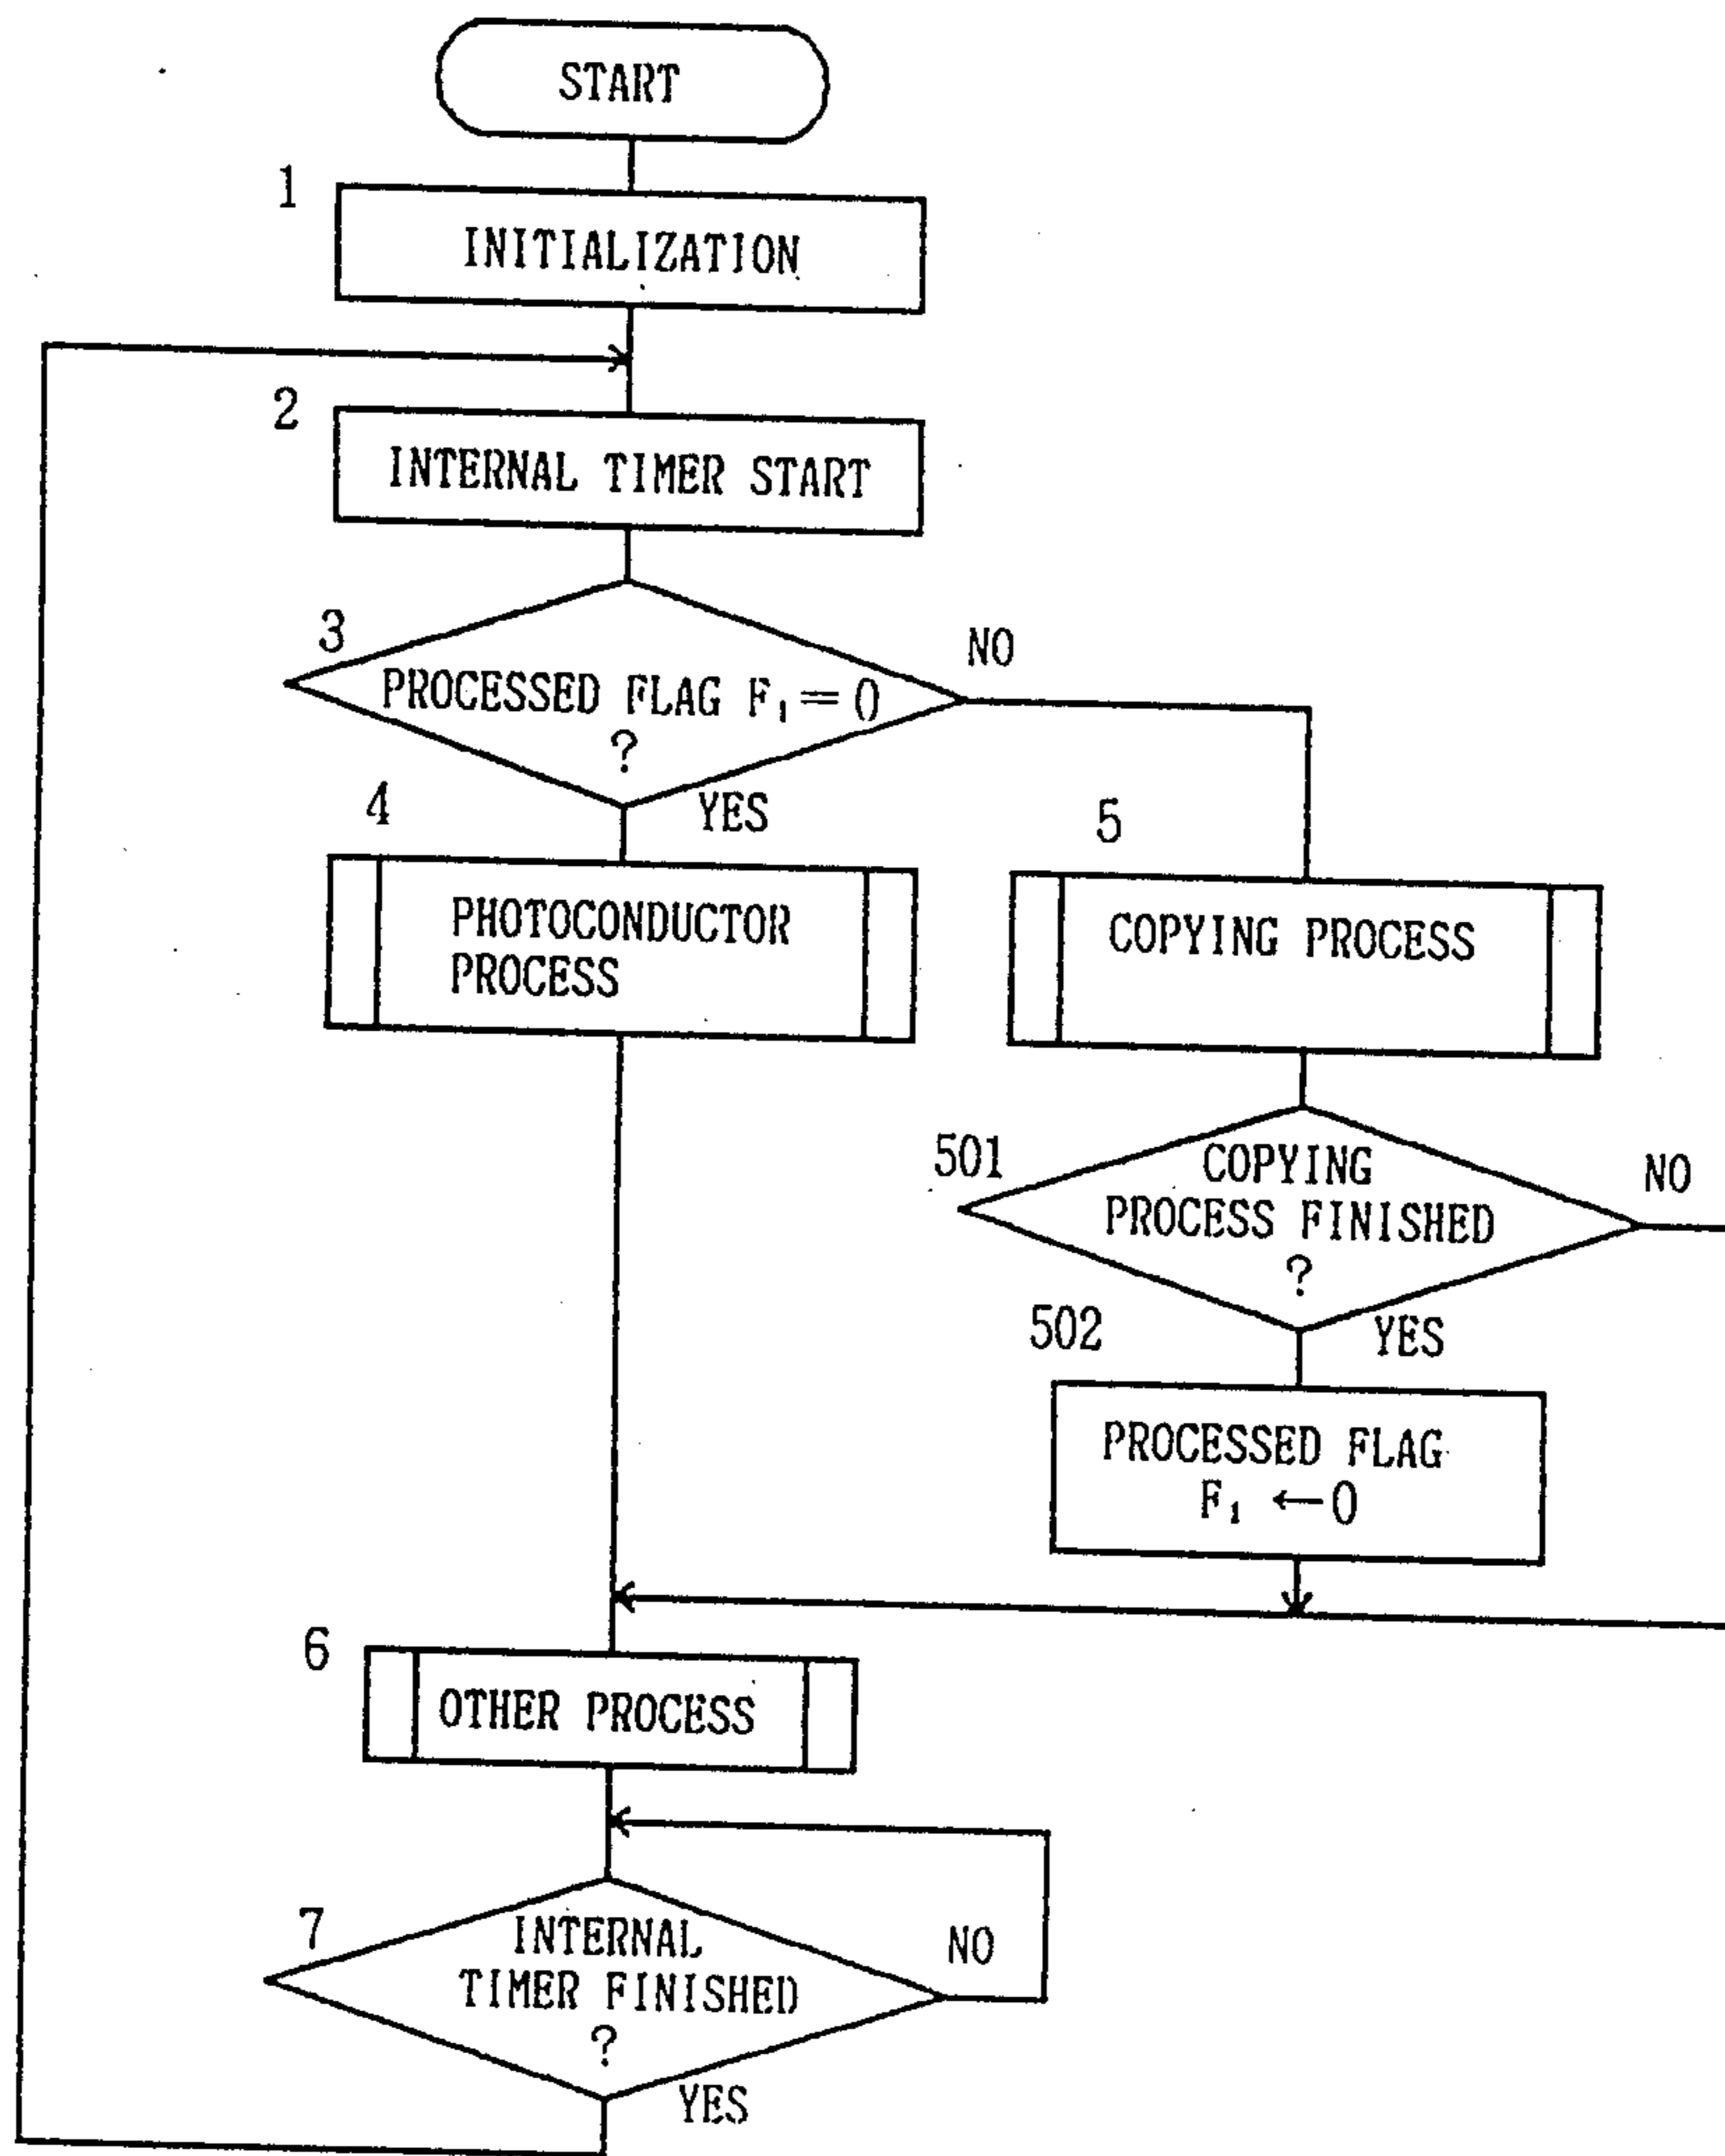 START
1
INITIALIZATION
2
INTERNAL TIMER START
3
NO
PROCESSED FLAG F₁ = 0
?
YES
4
5
PHOTOCONDUCTOR
PROCESS
COPYING PROCESS
501
COPYING
PROCESS FINISHED
?
NO
YES
502
PROCESSED FLAG
F₁ ← 0
6
OTHER PROCESS
7
INTERNAL
TIMER FINISHED
?
NO
YES